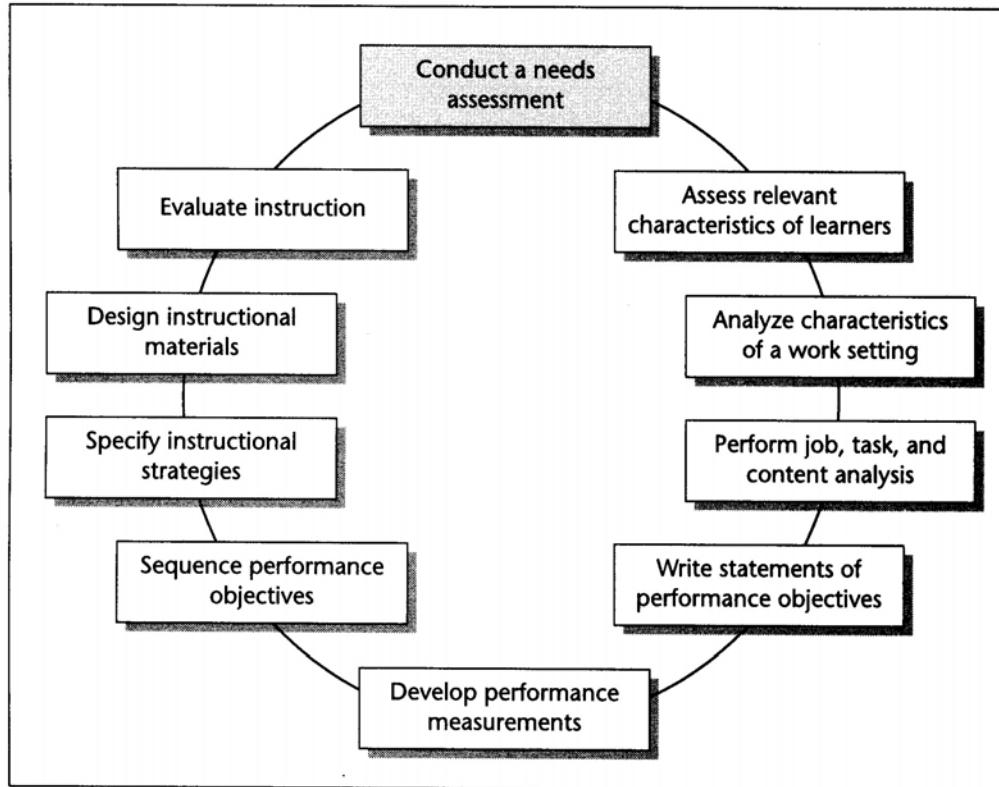 Conduct a needs
assessment
Assess relevant
characteristics of learners
Analyze characteristics
of a work setting
Perform job, task, and
content analysis
Write statements of
performance objectives
Develop performance
measurements
Sequence performance
objectives
Specify instructional
strategies
Design instructional
materials
Evaluate instruction